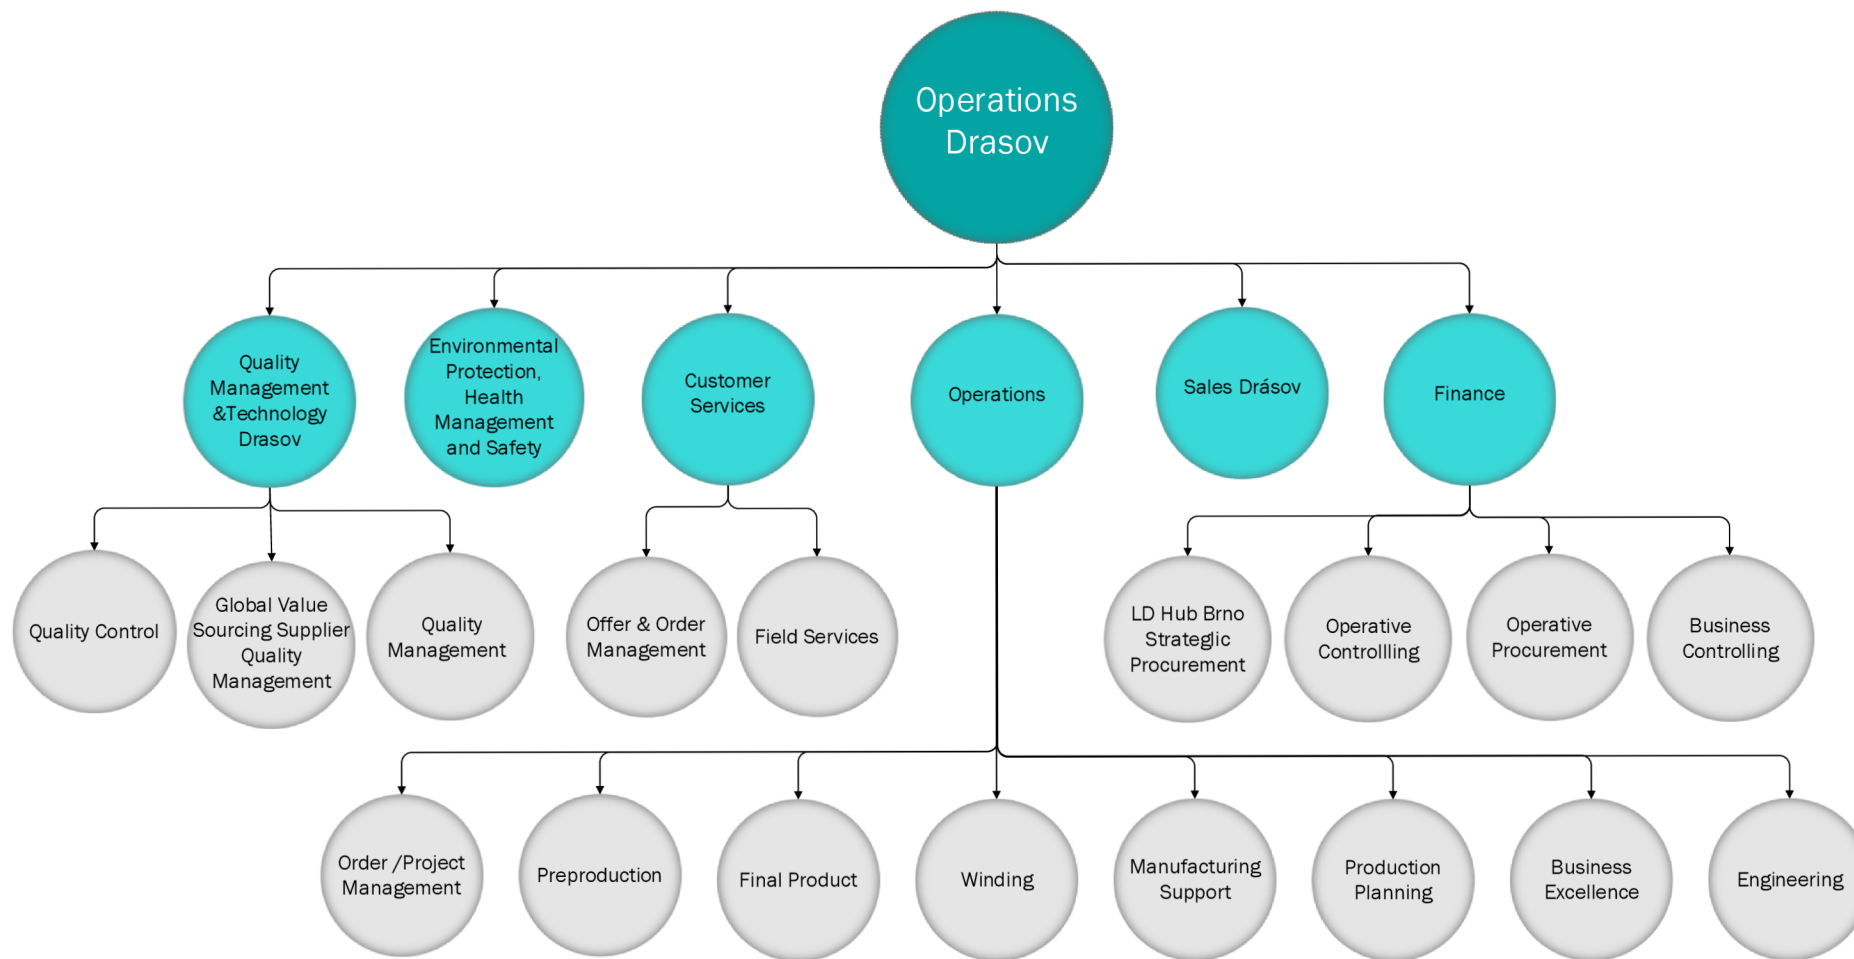 Operations
Drasov
Quality
Management
&Technology
Drasov
Environmental
Protection,
Health
Management
and Safety
Customer
Services
Operations
Sales Drásov
Finance
Quality Control
Global Value
Sourcing Supplier
Quality
Management
Quality
Management
Offer & Order
Management
Field Services
LD Hub Brno
Strateglic
Procurement
Operative
Controllling
Operative
Procurement
Business
Controlling
Order /Project
Management
Preproduction
Final Product
Winding
Manufacturing
Support
Production
Planning
Business
Excellence
Engineering